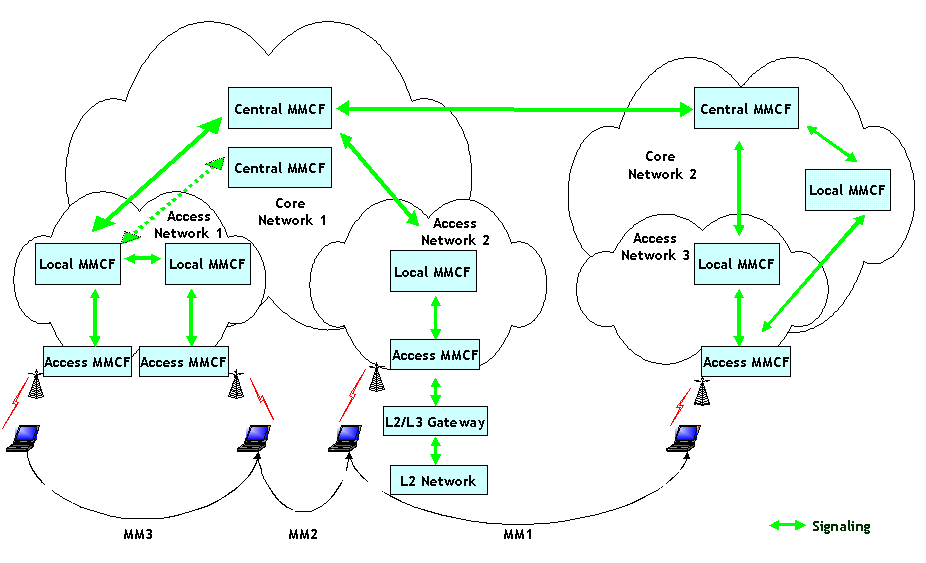 Central MMCF
Central MMCF
Core
Network 1
Access
Network 1
Local MMCF
Local MMCF
Access MMCF
Access MMCF
Access
Network 2
Local MMCF
Access MMCF
L2/L3 Gateway
L2 Network
Central MMCF
Core
Network 2
Local MMCF
Access
Network 3
Local MMCF
Access MMCF
MM3
MM2
MM1
Signaling